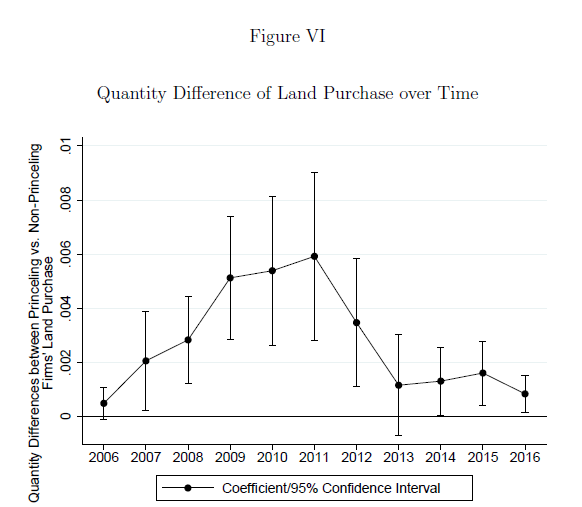 Figure VI
Quantity Difference of Land Purchase over Time
Quantity Differences between Princeling vs. Non-Princeling
Firms' Land Purchase
.01
.008
.006
.004
.002
0
2006 2007 2008 2009 2010 2011 2012 2013 2014 2015 2016
Coefficient/95% Confidence Interval